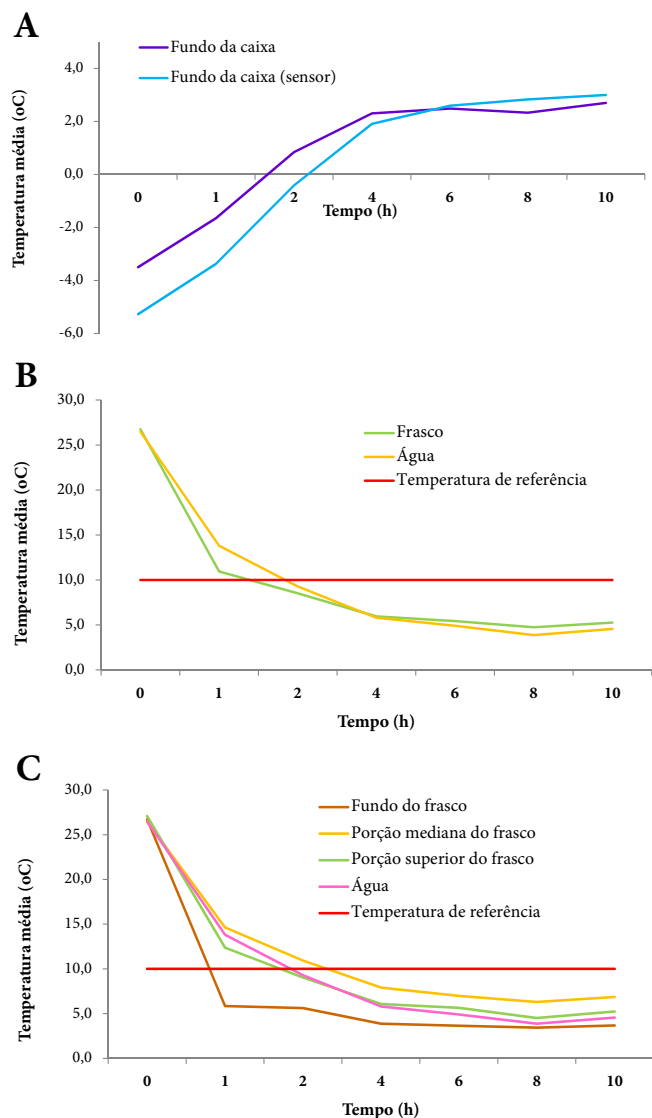 A
Fundo da caixa
Fundo da caixa (sensor)
Temperatura média (oC)
4,0
2,0
0,0
-2,0
-4,0
-6,0
0 1 2 4 6 8 10
Tempo (h)
B
Frasco
Água
Temperatura de referência
Temperatura média (oC)
30,0
25,0
20,0
15,0
10,0
5,0
0,0
0 1 2 4 6 8 10
Tempo (h)
C
Fundo do frasco
Porção mediana do frasco
Porção superior do frasco
Água
Temperatura de referência
Temperatura média (oC)
30,0
25,0
20,0
15,0
10,0
5,0
0,0
0 1 2 4 6 8 10
Tempo (h)